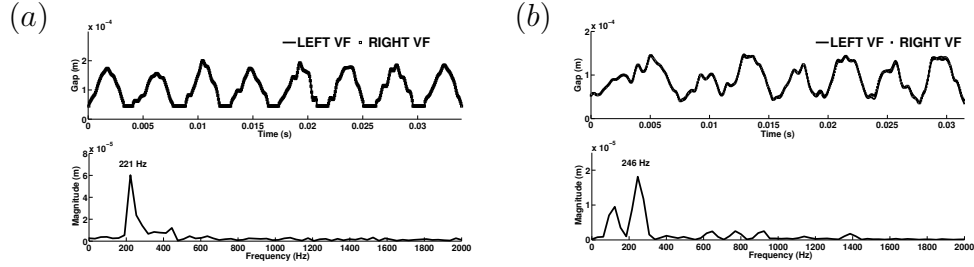 (a)
x 10⁻⁴
LEFT VF RIGHT VF
Gap (m)
2
1
0
0 0.005 0.01 0.015 0.02 0.025 0.03
Time (s)
x 10⁻⁵
221 Hz
Magnitude (m)
8
6
4
2
0
0 200 400 600 800 1000 1200 1400 1600 1800 2000
Frequency (Hz)
(b)
x 10⁻⁴
LEFT VF RIGHT VF
Gap (m)
2
1
0
0 0.005 0.01 0.015 0.02 0.025 0.03
Time (s)
x 10⁻⁵
246 Hz
Magnitude (m)
2
1
0
0 200 400 600 800 1000 1200 1400 1600 1800 2000
Frequency (Hz)